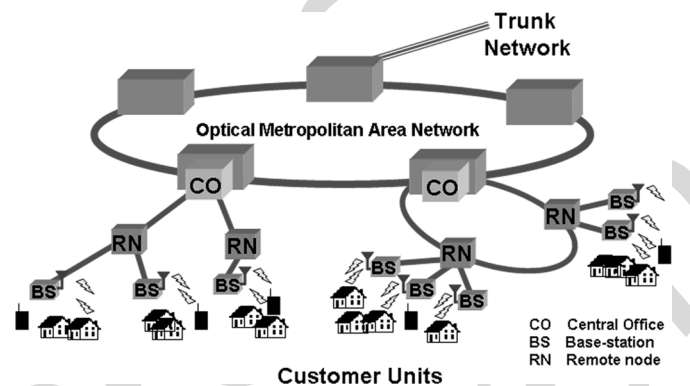 Trunk
Network
Optical Metropolitan Area Network
CO
CO
BS
RN
BS
RN
RN
RN
BS
BS
BS
BS
BS
BS
CO Central Office
BS Base-station
RN Remote node
Customer Units